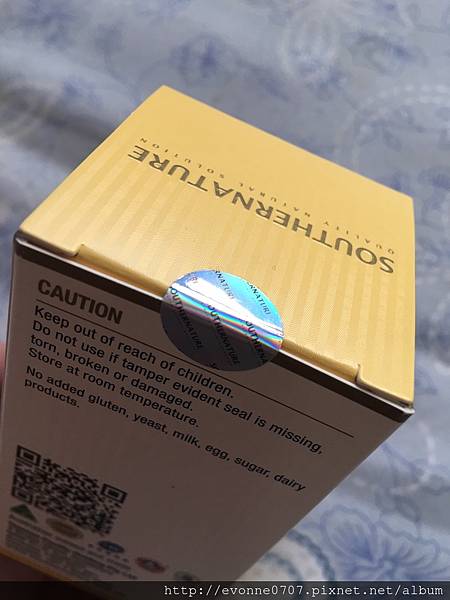 SOUTHERNATURE
QUALITY NATURAL SOLUTION
SOUTHERNATURE
CAUTION
Keep out of reach of children.
Do not use if tamper evident seal is missing,
torn, broken or damaged.
Store at room temperature.
No added gluten, yeast, milk, egg, sugar, dairy
products.
http://evonne0707.pixnet.net/album